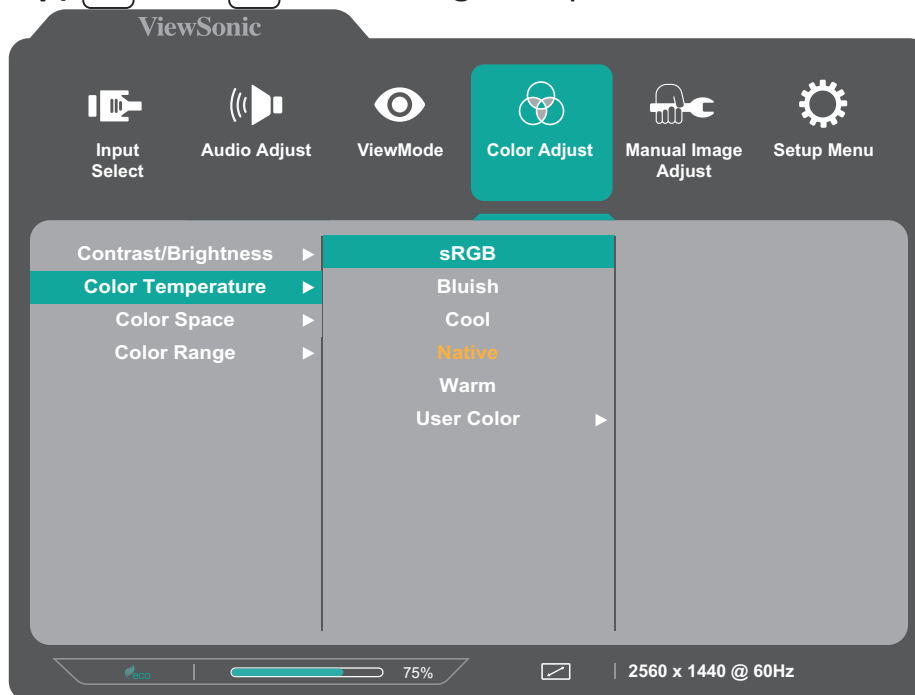 ViewSonic
Input Select
Audio Adjust
ViewMode
Color Adjust
Manual Image Adjust
Setup Menu
Contrast/Brightness
sRGB
Color Temperature
Bluish
Color Space
Cool
Color Range
Native
Warm
User Color
eco
75%
2560 x 1440 @ 60Hz